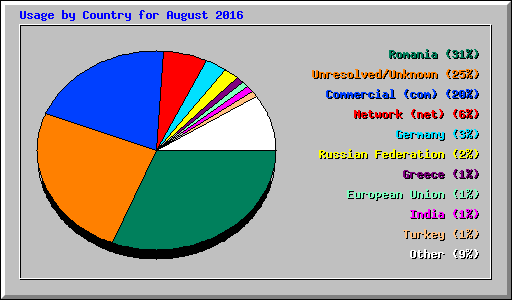 Usage by Country for August 2016
Romania (31%)
Unresolved/Unknown (25%)
Commercial (com) (20%)
Network (net) (6%)
Germany (3%)
Russian Federation (2%)
Greece (1%)
European Union (1%)
India (1%)
Turkey (1%)
Other (9%)